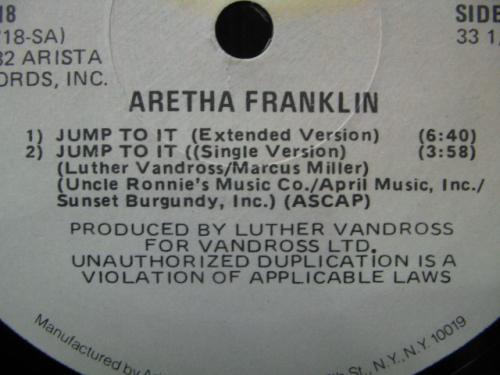 18
SIDE
718-SA)
33 1
82 ARISTA
ORDS, INC.
ARETHA FRANKLIN
1) JUMP TO IT (Extended Version) (6:40)
2) JUMP TO IT ((Single Version) (3:58)
(Luther Vandross/Marcus Miller)
(Uncle Ronnie's Music Co./April Music, Inc./
Sunset Burgundy, Inc.) (ASCAP)
PRODUCED BY LUTHER VANDROSS
FOR VANDROSS LTD.
UNAUTHORIZED DUPLICATION IS A
VIOLATION OF APPLICABLE LAWS
Manufactured by St., N.Y., N.Y. 10019